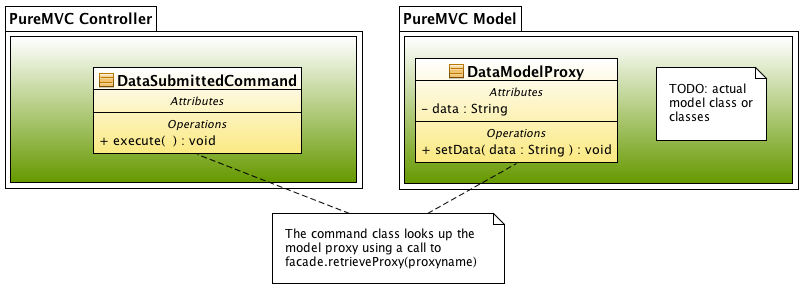 PureMVC Controller
DataSubmittedCommand
Attributes
Operations
+ execute( ) : void
PureMVC Model
DataModelProxy
Attributes
- data : String
Operations
+ setData( data : String ) : void
TODO: actual
model class or
classes
The command class looks up the
model proxy using a call to
facade.retrieveProxy(proxyname)